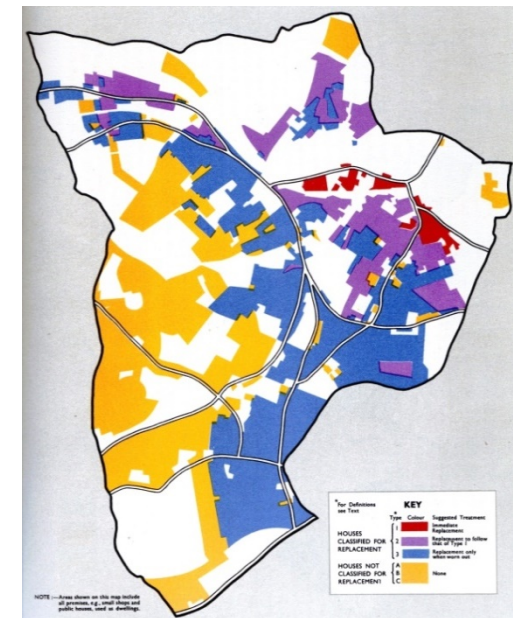 * For Definitions
see Text
KEY
Type Colour Suggested Treatment
HOUSES
CLASSIFIED FOR
REPLACEMENT
1 Immediate
Replacement
2 Replacement to follow
that of Type 1
3 Replacement only
when worn out
HOUSES NOT
CLASSIFIED FOR
REPLACEMENT
A
B None
C
NOTE:—Areas shown on this map include
all premises, e.g., small shops and
public houses, used as dwellings.